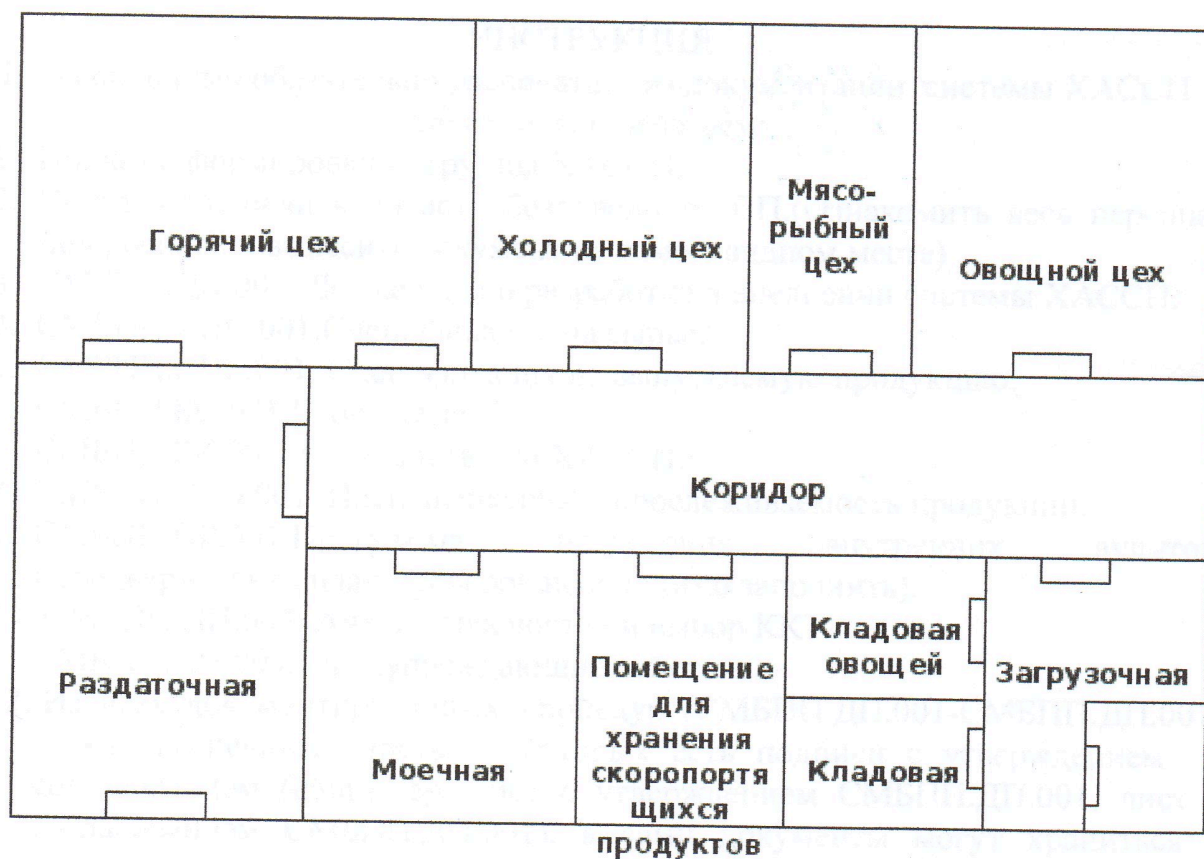 Горячий цех
Холодный цех
Мясо-
рыбный
цех
Овощной цех
Коридор
Раздаточная
Моечная
Помещение
для
хранения
скоропортя
щихся
продуктов
Кладовая
овощей
Кладовая
Загрузочная